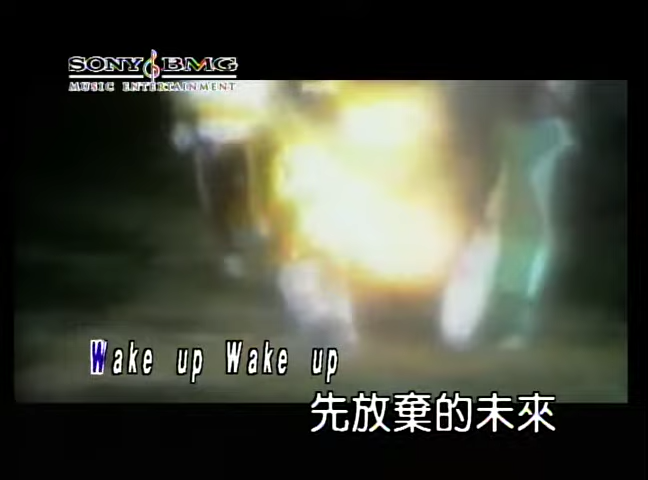 SONY BMG
MUSIC ENTERTAINMENT
Wake up Wake up
先放棄的未來